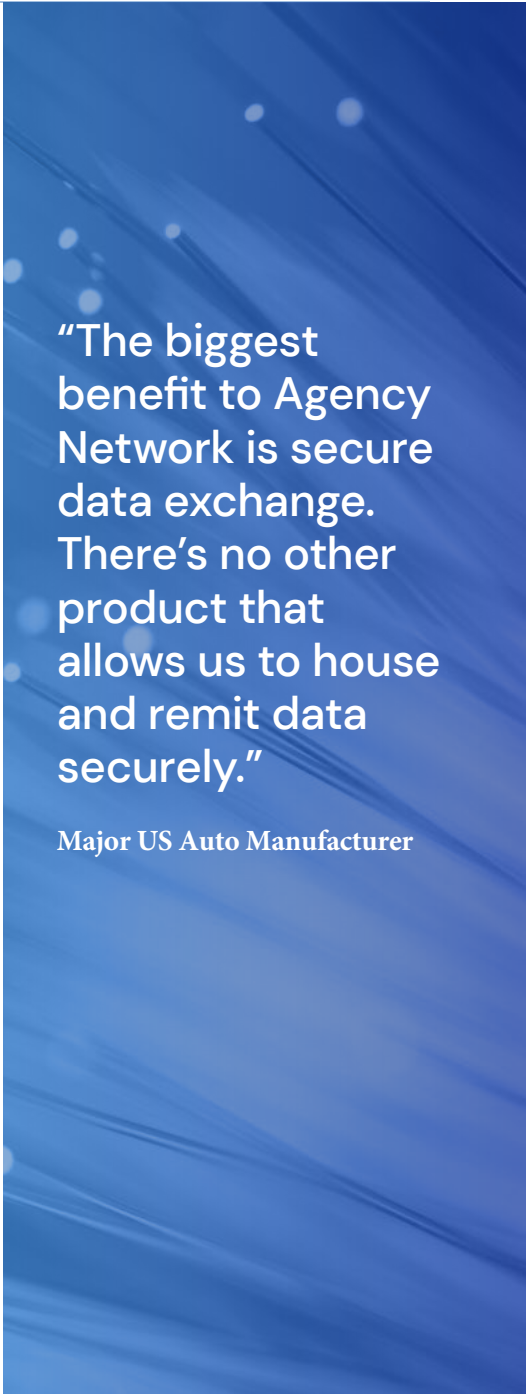 “The biggest
benefit to Agency
Network is secure
data exchange.
There’s no other
product that
allows us to house
and remit data
securely.”
Major US Auto Manufacturer